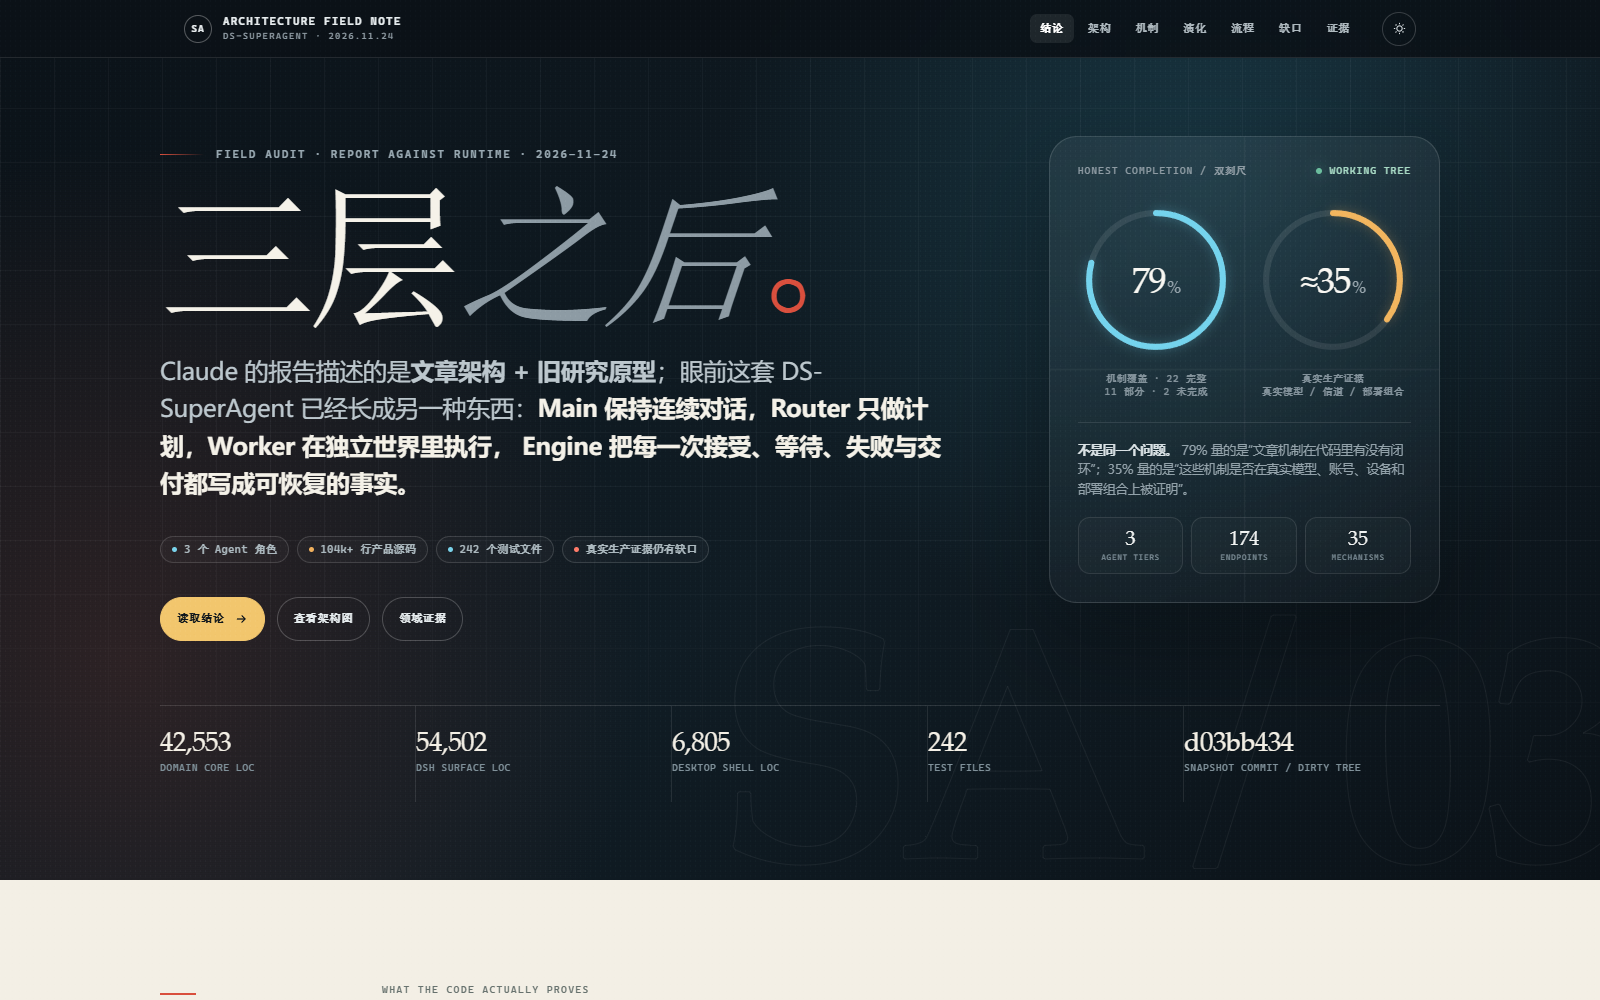 SA
ARCHITECTURE FIELD NOTE
DS-SUPERAGENT · 2026.11.24
结论 架构 机制 演化 流程 缺口 证据
FIELD AUDIT · REPORT AGAINST RUNTIME · 2026-11-24
三层之后。
Claude 的报告描述的是文章架构 + 旧研究原型；眼前这套 DS-
SuperAgent 已经长成另一种东西：Main 保持连续对话，Router 只做计
划，Worker 在独立世界里执行， Engine 把每一次接受、等待、失败与交
付都写成可恢复的事实。
3 个 Agent 角色
104k+ 行产品源码
242 个测试文件
真实生产证据仍有缺口
读取结论 →
查看架构图
领域证据
HONEST COMPLETION / 双刻尺
WORKING TREE
79%
≈35%
机制覆盖 · 22 完整
11 部分 · 2 未完成
真实生产证据
真实模型 / 信道 / 部署组合
不是同一个问题。 79% 量的是“文章机制在代码里有没有闭
环”；35% 量的是“这些机制是否在真实模型、账号、设备和
部署组合上被证明”。
3
AGENT TIERS
174
ENDPOINTS
35
MECHANISMS
SA / 03
42,553
DOMAIN CORE LOC
54,502
DSH SURFACE LOC
6,805
DESKTOP SHELL LOC
242
TEST FILES
d03bb434
SNAPSHOT COMMIT / DIRTY TREE
WHAT THE CODE ACTUALLY PROVES